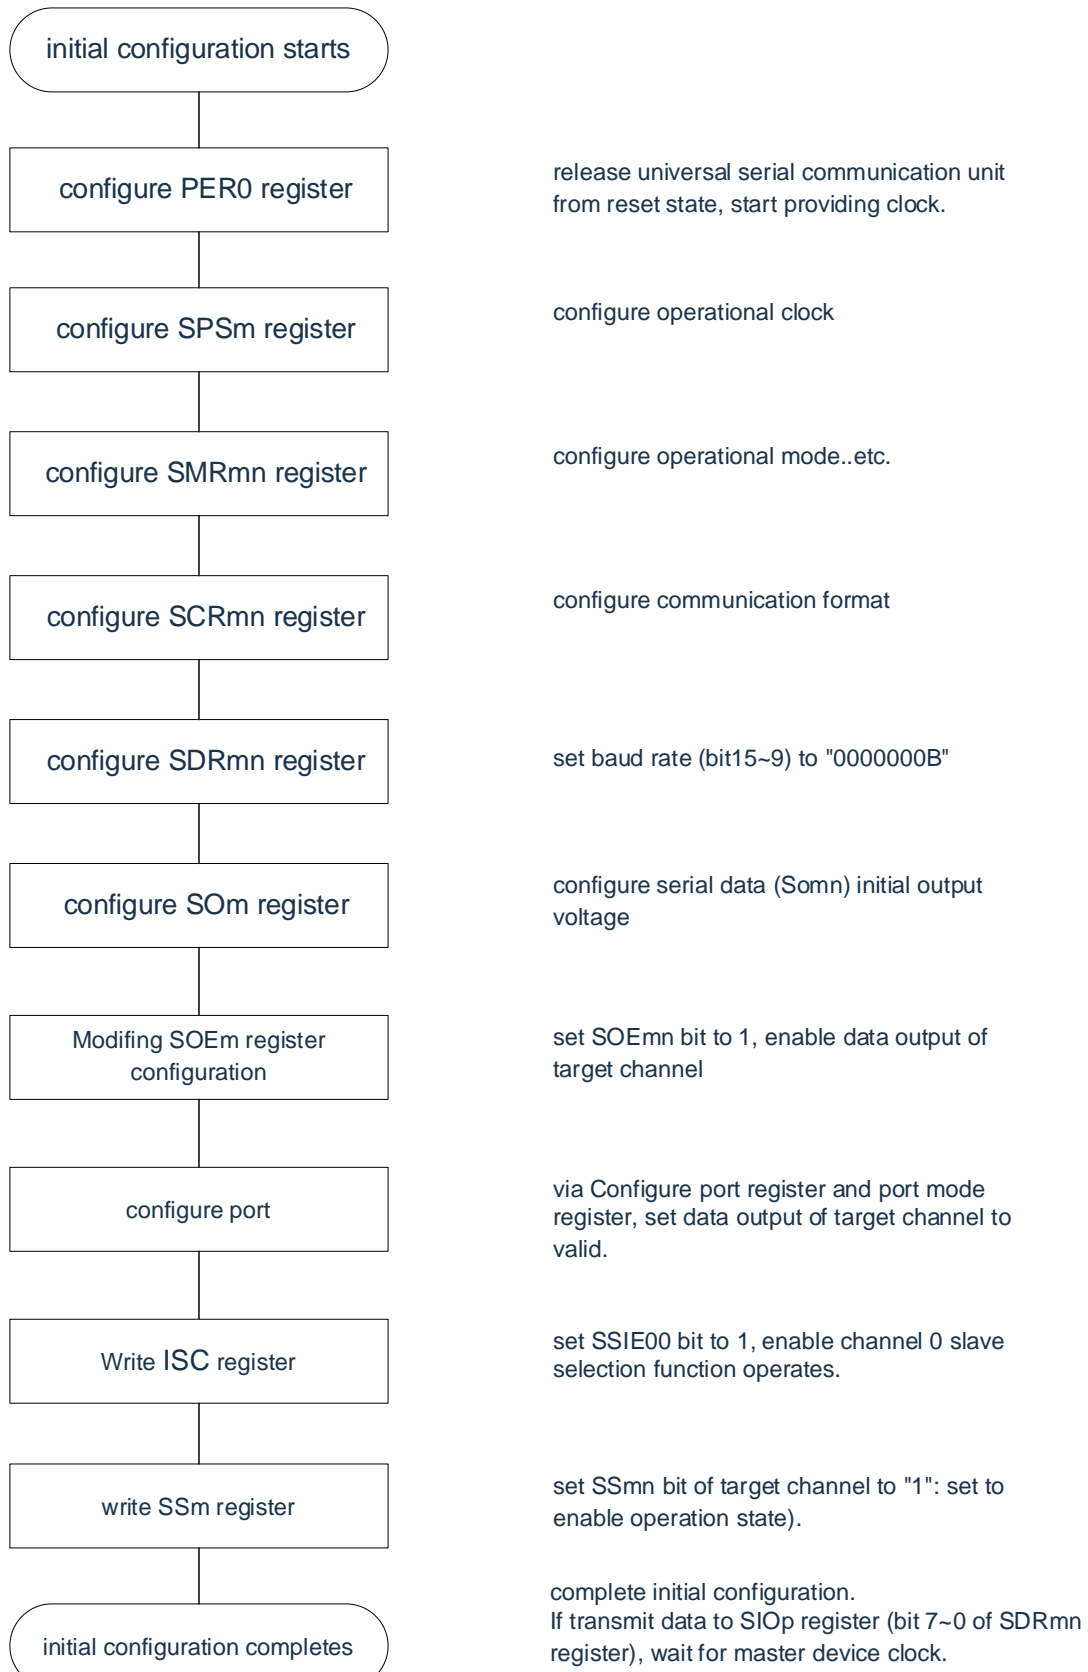 initial configuration starts
configure PER0 register
release universal serial communication unit
from reset state, start providing clock.
configure SPSm register
configure operational clock
configure SMRmn register
configure operational mode..etc.
configure SCRmn register
configure communication format
configure SDRmn register
set baud rate (bit15~9) to "0000000B"
configure SOm register
configure serial data (Somn) initial output
voltage
Modifing SOEm register
configuration
set SOEmn bit to 1, enable data output of
target channel
configure port
via Configure port register and port mode
register, set data output of target channel to
valid.
Write ISC register
set SSIE00 bit to 1, enable channel 0 slave
selection function operates.
write SSm register
set SSmn bit of target channel to "1": set to
enable operation state).
initial configuration completes
complete initial configuration.
If transmit data to SIOp register (bit 7~0 of SDRmn
register), wait for master device clock.